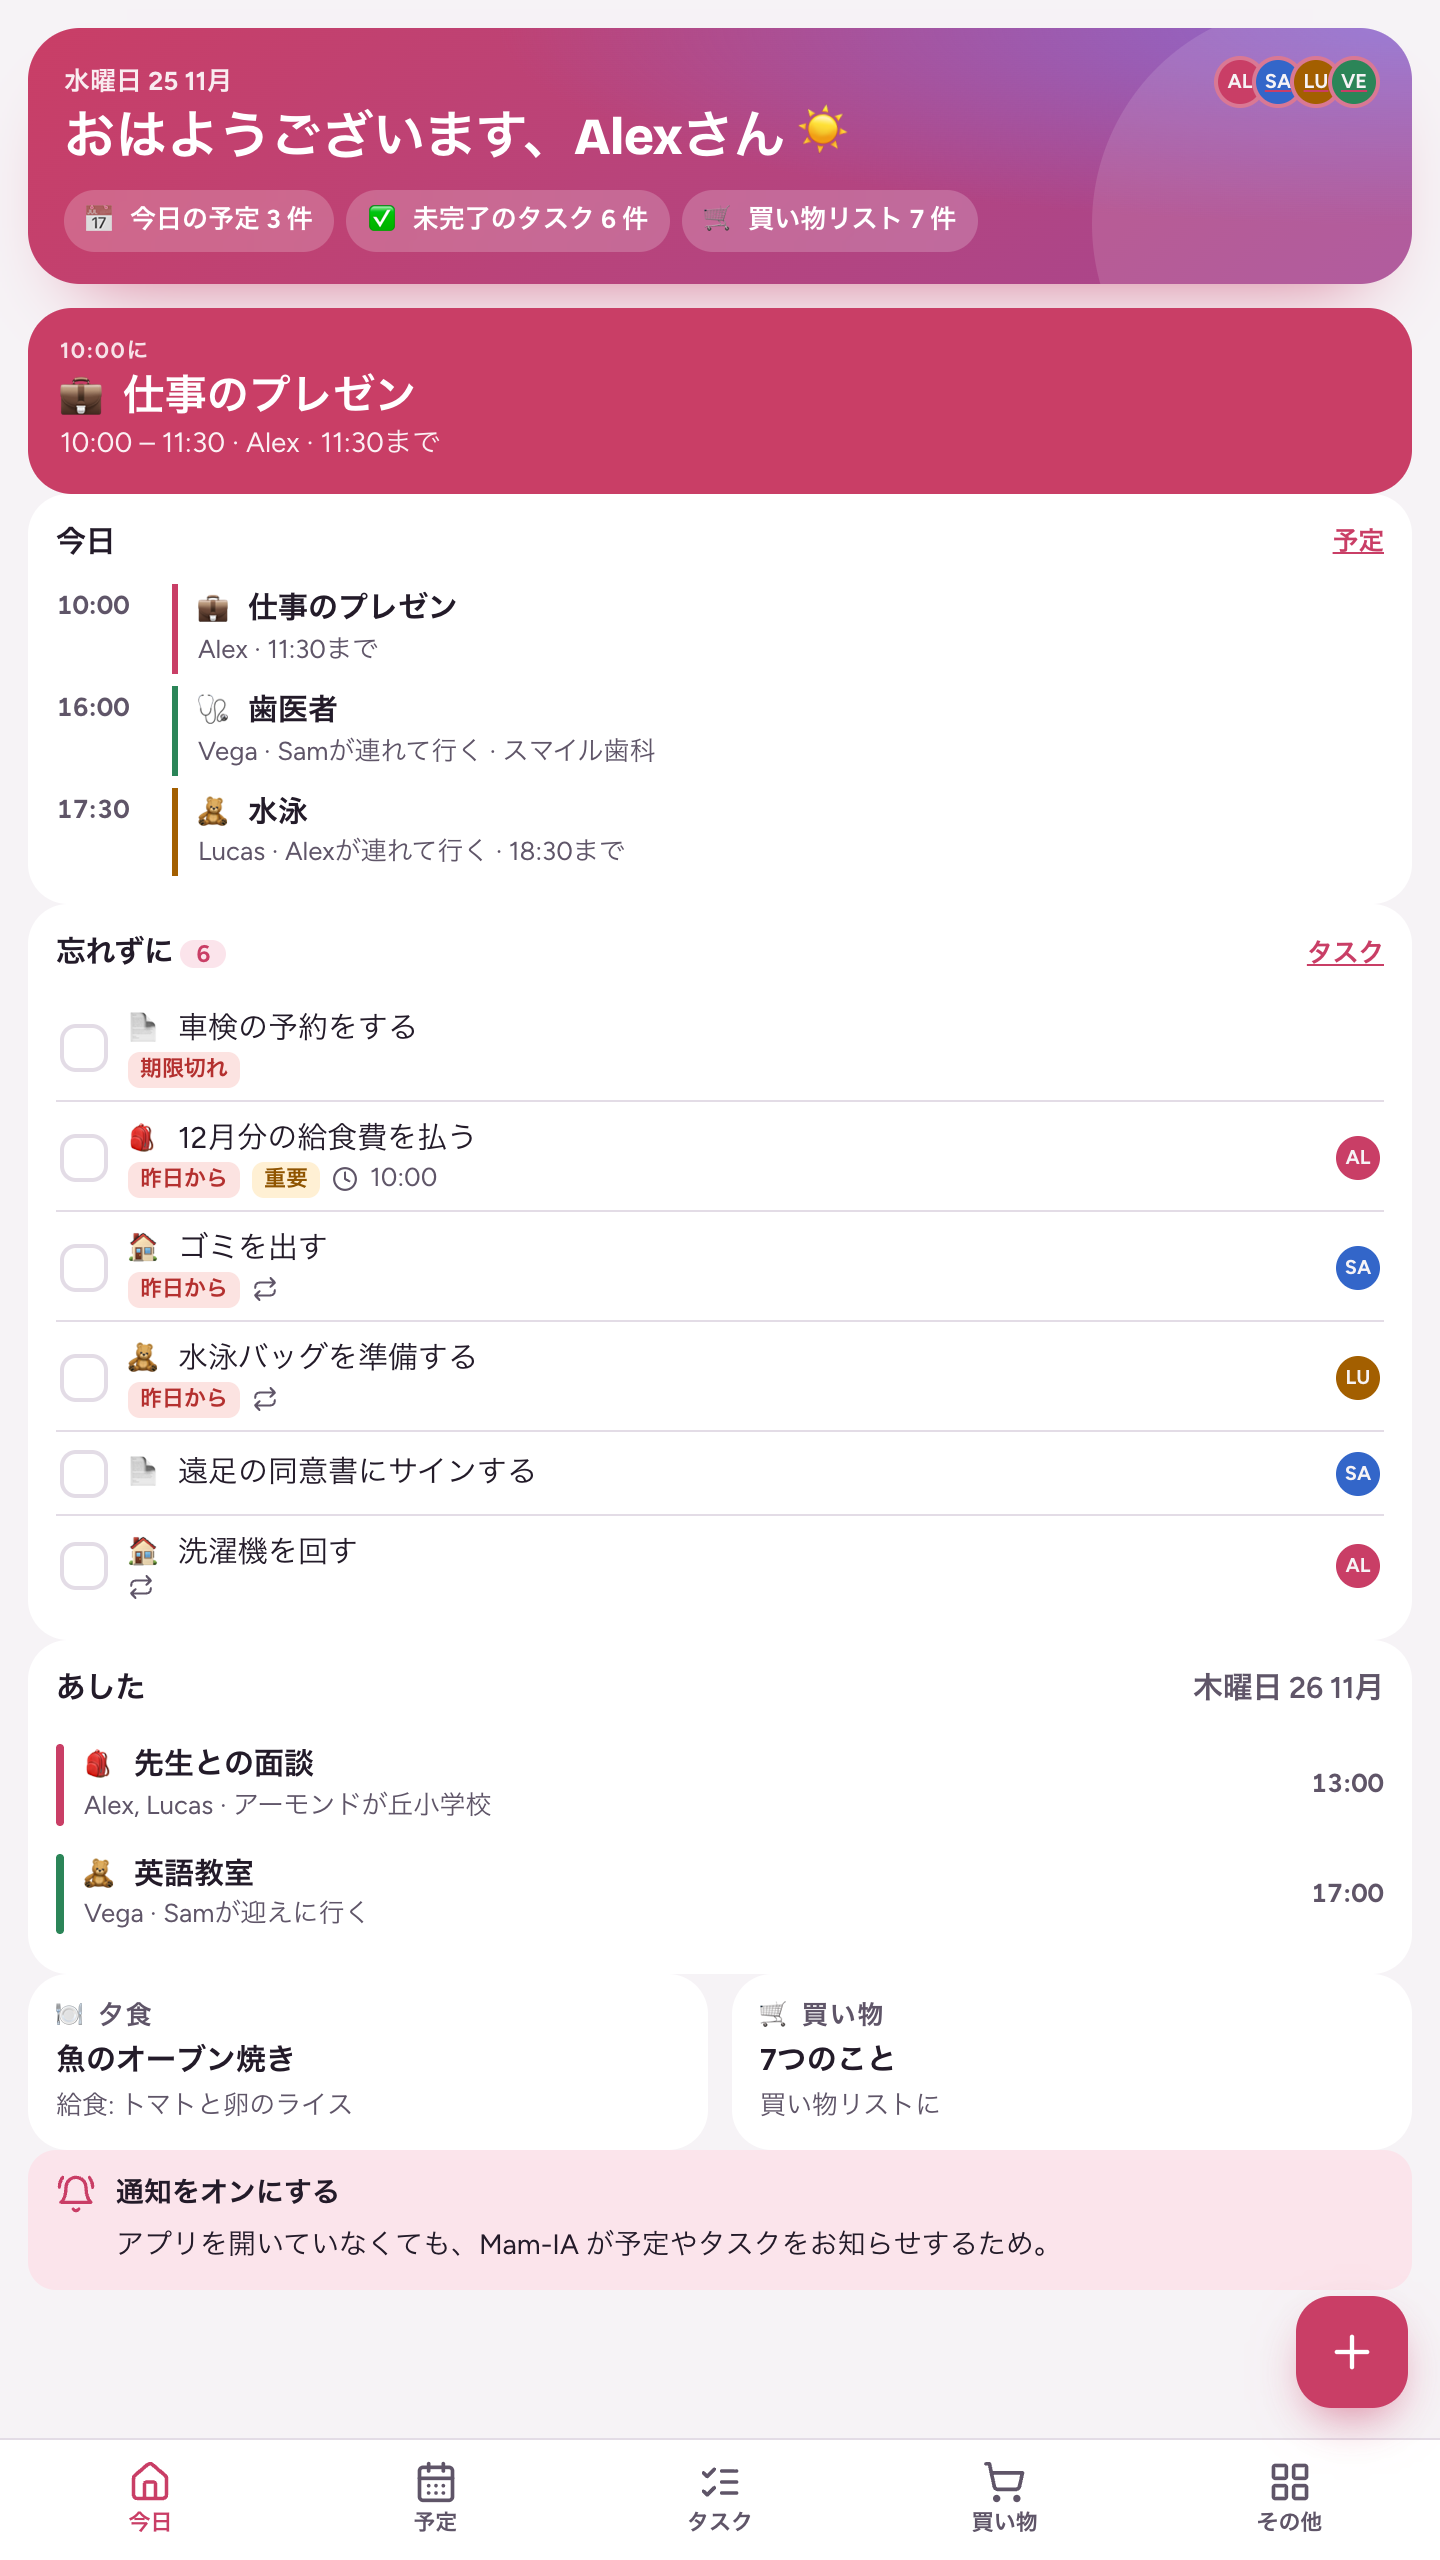 水曜日 25 11月
AL SA LU VE
おはようございます、Alexさん ☀️
📅 今日の予定 3 件
✅ 未完了のタスク 6 件
🛒 買い物リスト 7 件
10:00に
💼 仕事のプレゼン
10:00 – 11:30 · Alex · 11:30まで
今日
予定
10:00
💼 仕事のプレゼン
Alex · 11:30まで
16:00
🩺 歯医者
Vega · Samが連れて行く · スマイル歯科
17:30
🧸 水泳
Lucas · Alexが連れて行く · 18:30まで
忘れずに 6
タスク
📄 車検の予約をする
期限切れ
🎒 12月分の給食費を払う
昨日から 重要 10:00
AL
🏠 ゴミを出す
昨日から
SA
🧸 水泳バッグを準備する
昨日から
LU
📄 遠足の同意書にサインする
SA
🏠 洗濯機を回す
AL
あした
木曜日 26 11月
🎒 先生との面談
Alex, Lucas · アーモンドが丘小学校
13:00
🧸 英語教室
Vega · Samが迎えに行く
17:00
🍽️ 夕食
魚のオーブン焼き
給食: トマトと卵のライス
🛒 買い物
7つのこと
買い物リストに
通知をオンにする
アプリを開いていなくても、Mam-IA が予定やタスクをお知らせするため。
今日
予定
タスク
買い物
その他